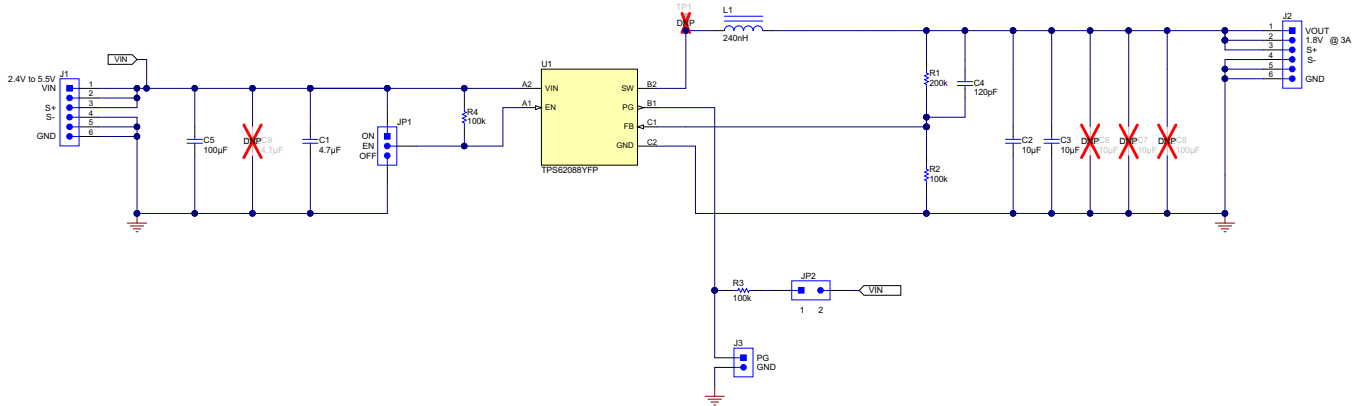 TP1
DNP
L1
240nH
J2
1 VOUT
2 1.8V @ 3A
3 S+
4 S-
5
6 GND
VIN
2.4V to 5.5V
J1
VIN 1
2
S+ 3
S- 4
5
GND 6
C5
100µF
DNP C9
4.7µF
C1
4.7µF
JP1
ON
EN
OFF
R4
100k
U1
A2 VIN
A1 EN
SW B2
PG B1
FB C1
GND C2
TPS62088YFP
R1
200k
C4
120pF
R2
100k
C2
10µF
C3
10µF
DNP C6
10µF
DNP C7
10µF
DNP C8
100µF
R3
100k
JP2
1 2
VIN
J3
PG
GND